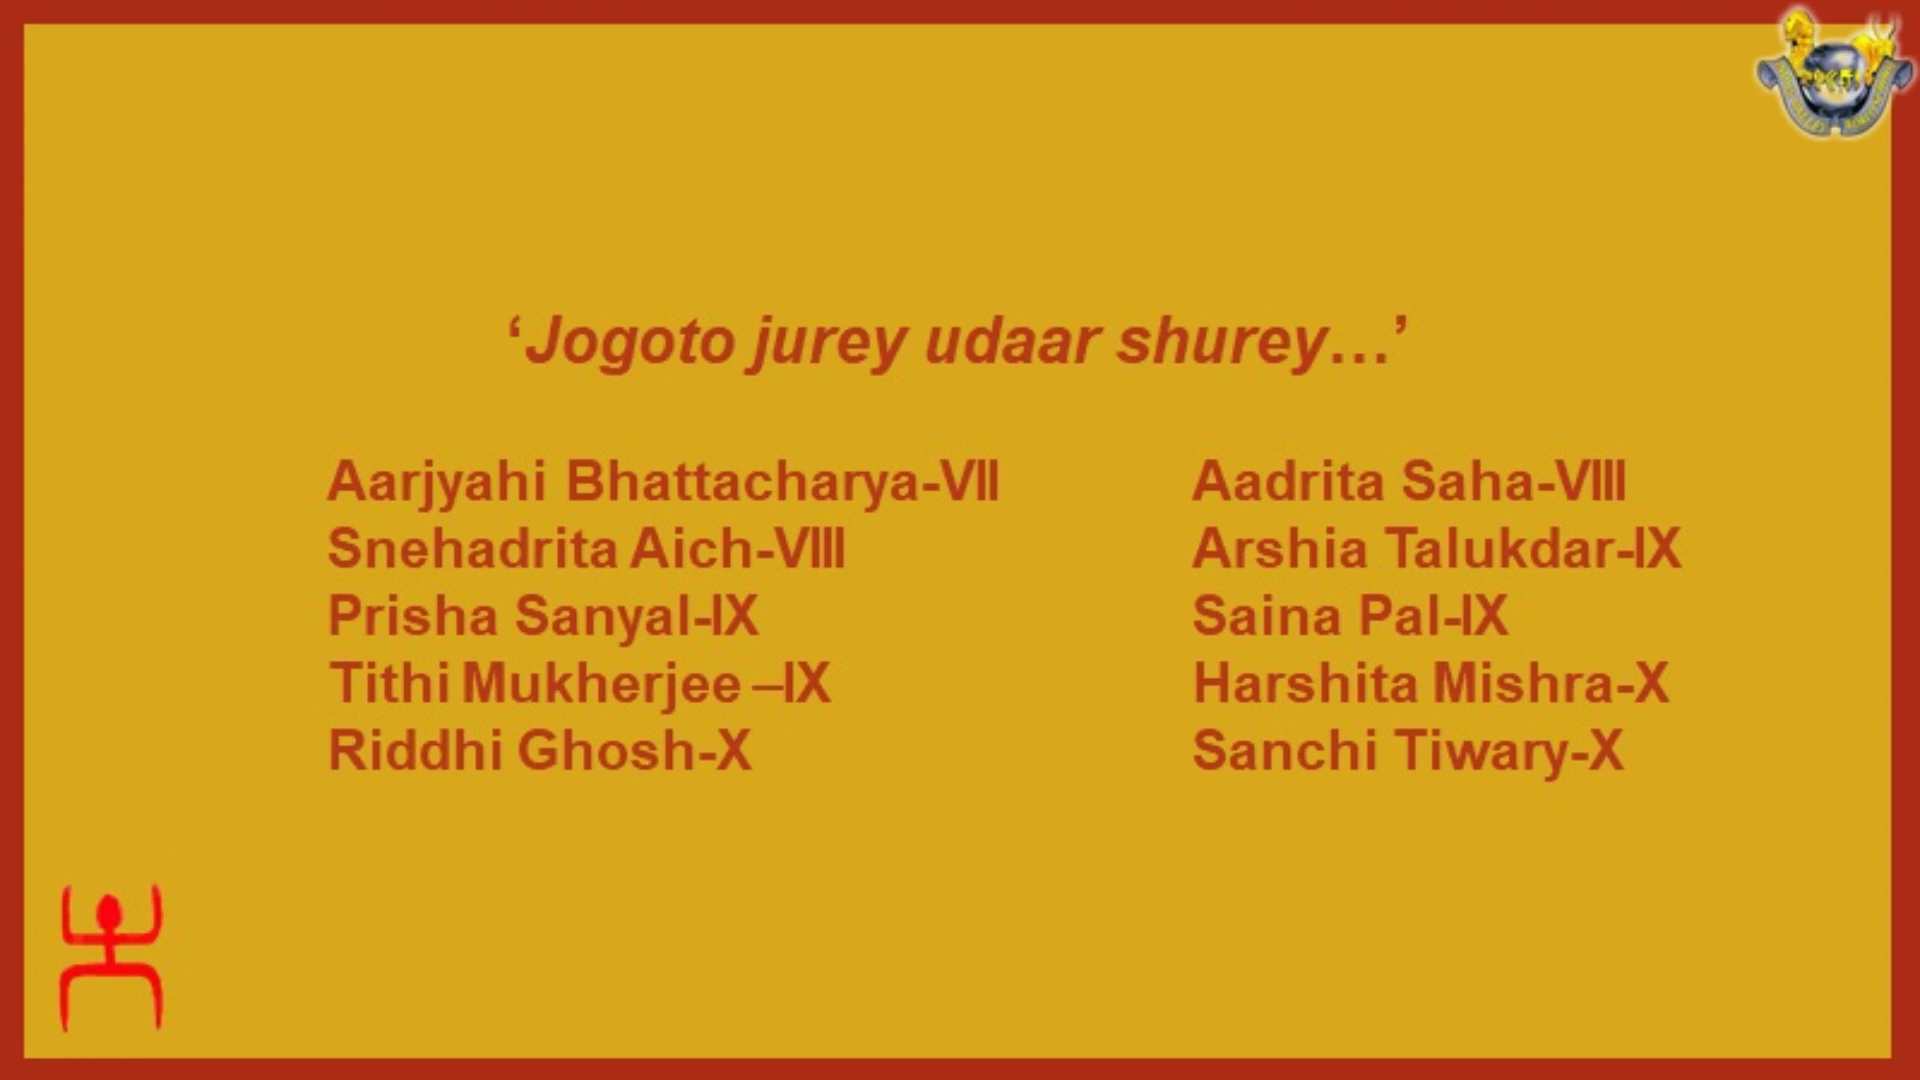 ‘Jogoto jurey udaar shurey…’
Aarjyahi Bhattacharya-VII
Snehadrita Aich-VIII
Prisha Sanyal-IX
Tithi Mukherjee –IX
Riddhi Ghosh-X
Aadrita Saha-VIII
Arshia Talukdar-IX
Saina Pal-IX
Harshita Mishra-X
Sanchi Tiwary-X